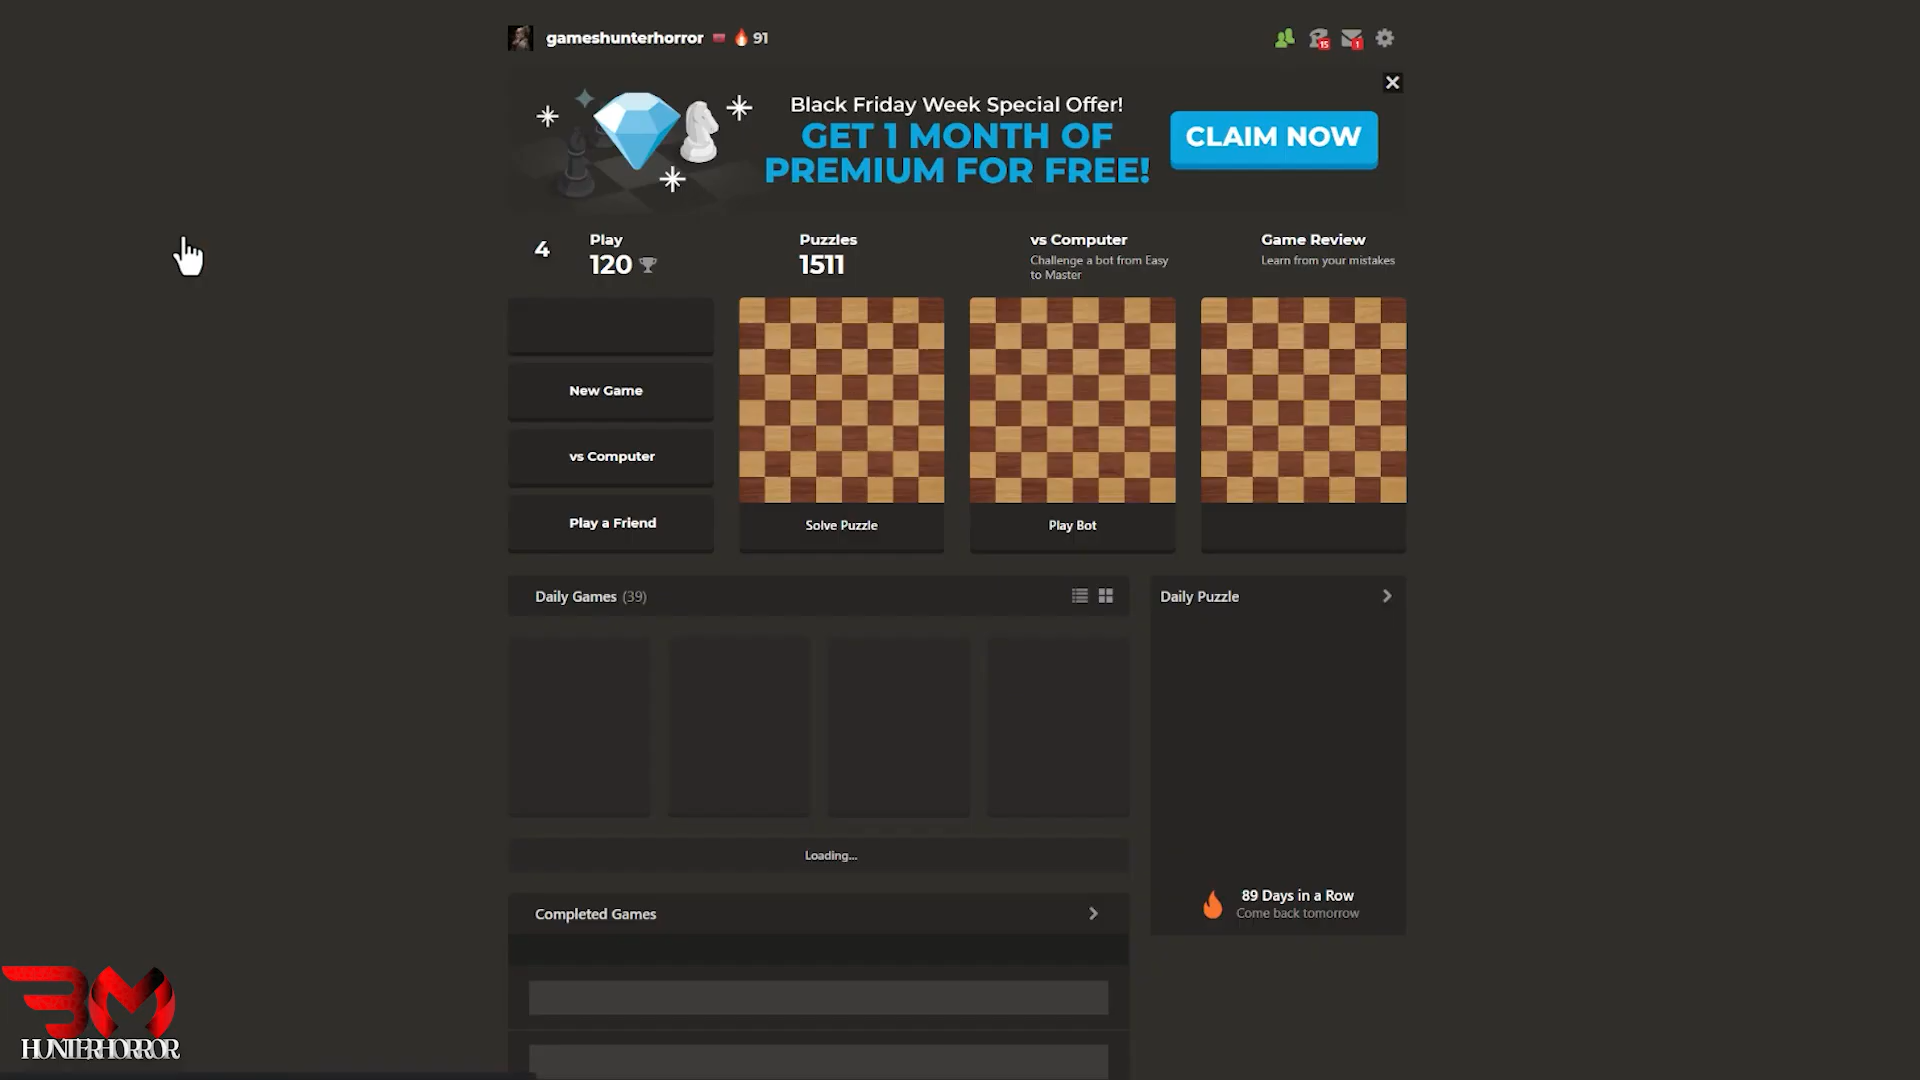 gameshunterhorror 91
15
1
Black Friday Week Special Offer!
GET 1 MONTH OF
PREMIUM FOR FREE!
CLAIM NOW
4
Play
120
Puzzles
1511
vs Computer
Challenge a bot from Easy
to Master
Game Review
Learn from your mistakes
New Game
vs Computer
Play a Friend
Solve Puzzle
Play Bot
Daily Games (39)
Daily Puzzle
Loading...
89 Days in a Row
Come back tomorrow
Completed Games
BM
HUNTERHORROR